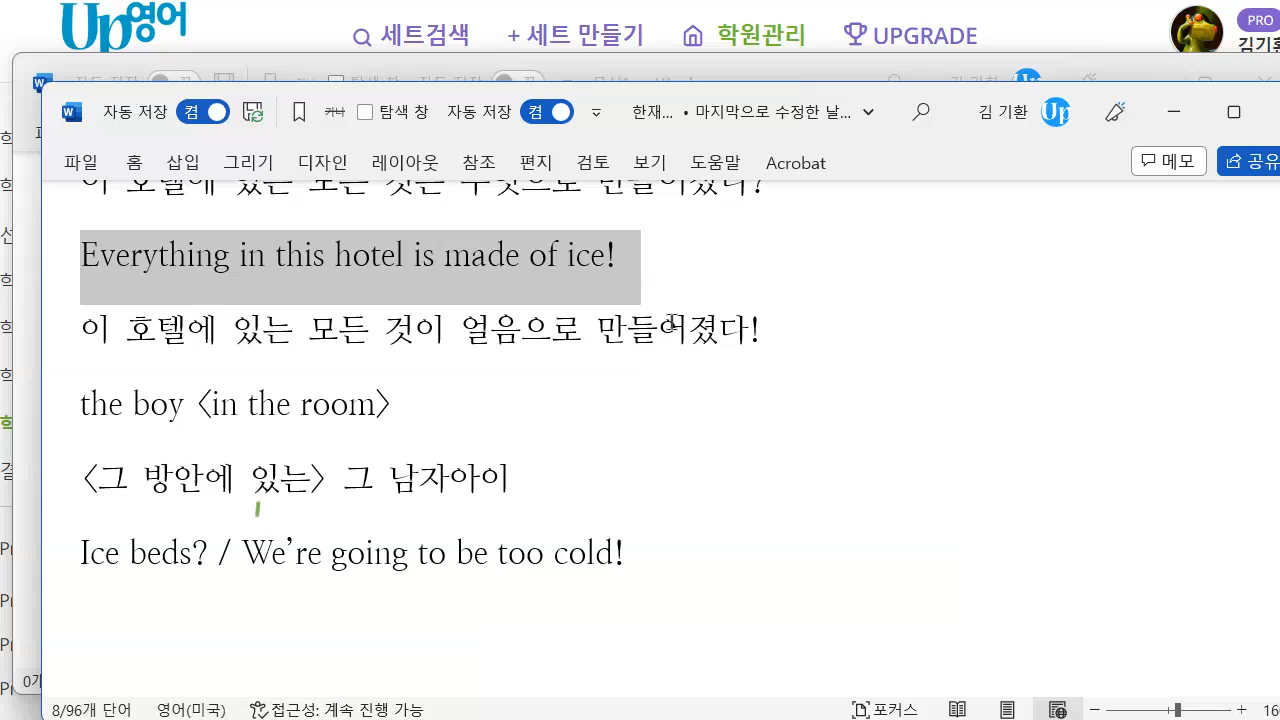 Up영어
세트검색
+ 세트 만들기
학원관리
UPGRADE
PRO
김기환
자동 저장 켬 가나 탐색 창 자동 저장 켬 한재... • 마지막으로 수정한 날... 김 기환 Up
파일 홈 삽입 그리기 디자인 레이아웃 참조 편지 검토 보기 도움말 Acrobat 메모 공유
Everything in this hotel is made of ice!
이 호텔에 있는 모든 것이 얼음으로 만들어졌다!
the boy <in the room>
<그 방안에 있는> 그 남자아이
Ice beds? / We're going to be too cold!
8/96개 단어 영어(미국) 접근성: 계속 진행 가능 포커스